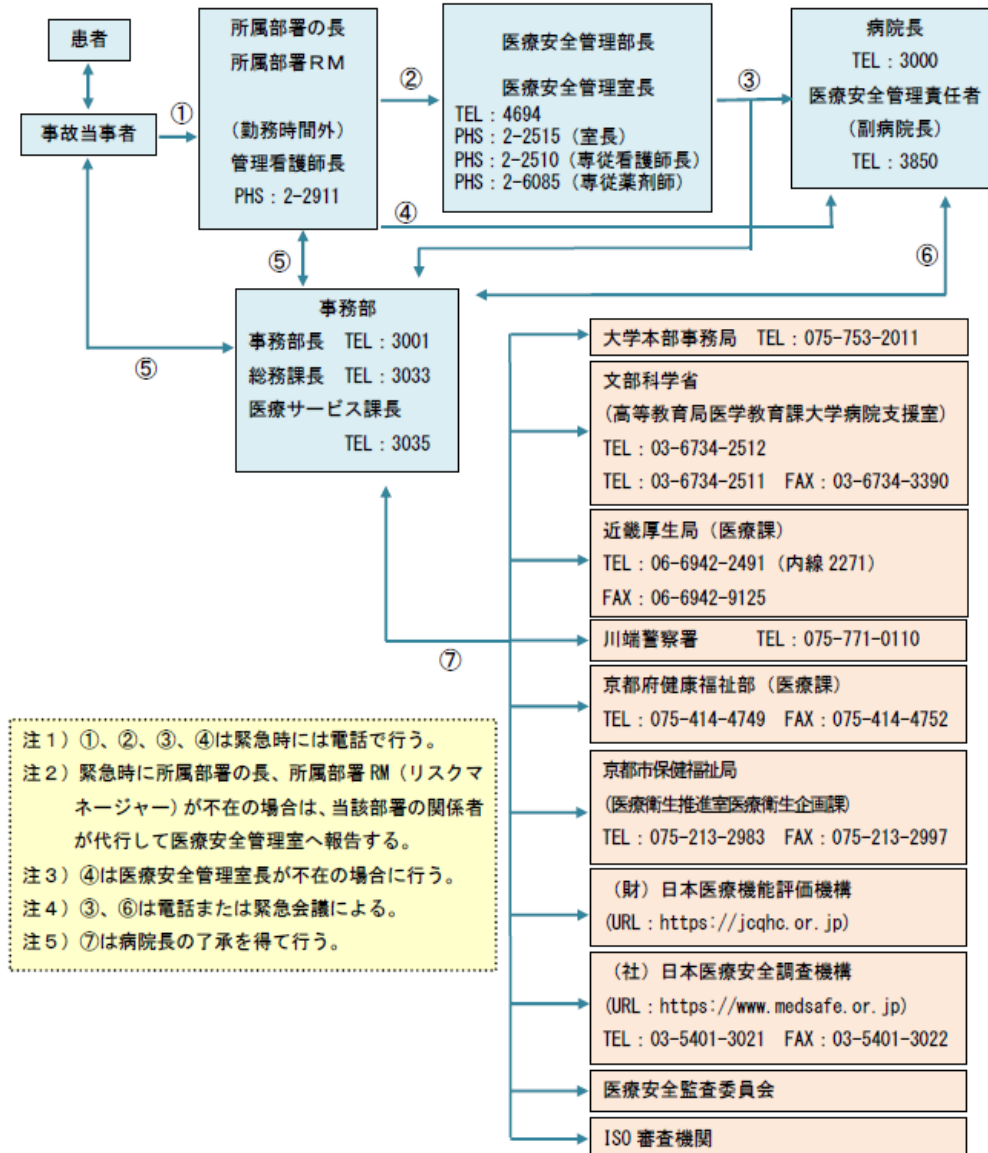 患者
事故当事者
①
所属部署の長
所属部署ＲＭ
（勤務時間外）
管理看護師長
PHS：2-2911
②
医療安全管理部長
医療安全管理室長
TEL：4694
PHS：2-2515（室長）
PHS：2-2510（専従看護師長）
PHS：2-6085（専従薬剤師）
③
病院長
TEL：3000
医療安全管理責任者
（副病院長）
TEL：3850
④
⑤
⑥
⑤
事務部
事務部長　TEL：3001
総務課長　TEL：3033
医療サービス課長
TEL：3035
⑦
大学本部事務局　TEL：075-753-2011
文部科学省
(高等教育局医学教育課大学病院支援室)
TEL：03-6734-2512
TEL：03-6734-2511　FAX：03-6734-3390
近畿厚生局（医療課）
TEL：06-6942-2491（内線 2271）
FAX：06-6942-9125
川端警察署　　　TEL：075-771-0110
京都府健康福祉部（医療課）
TEL：075-414-4749　FAX：075-414-4752
京都市保健福祉局
(医療衛生推進室医療衛生企画課)
TEL：075-213-2983　FAX：075-213-2997
（財）日本医療機能評価機構
(URL：https://jcqhc.or.jp)
（社）日本医療安全調査機構
(URL：https://www.medsafe.or.jp)
TEL：03-5401-3021　FAX：03-5401-3022
医療安全監査委員会
ISO 審査機関
注１）①、②、③、④は緊急時には電話で行う。
注２）緊急時に所属部署の長、所属部署 RM（リスクマ
ネージャー）が不在の場合は、当該部署の関係者
が代行して医療安全管理室へ報告する。
注３）④は医療安全管理室長が不在の場合に行う。
注４）③、⑥は電話または緊急会議による。
注５）⑦は病院長の了承を得て行う。